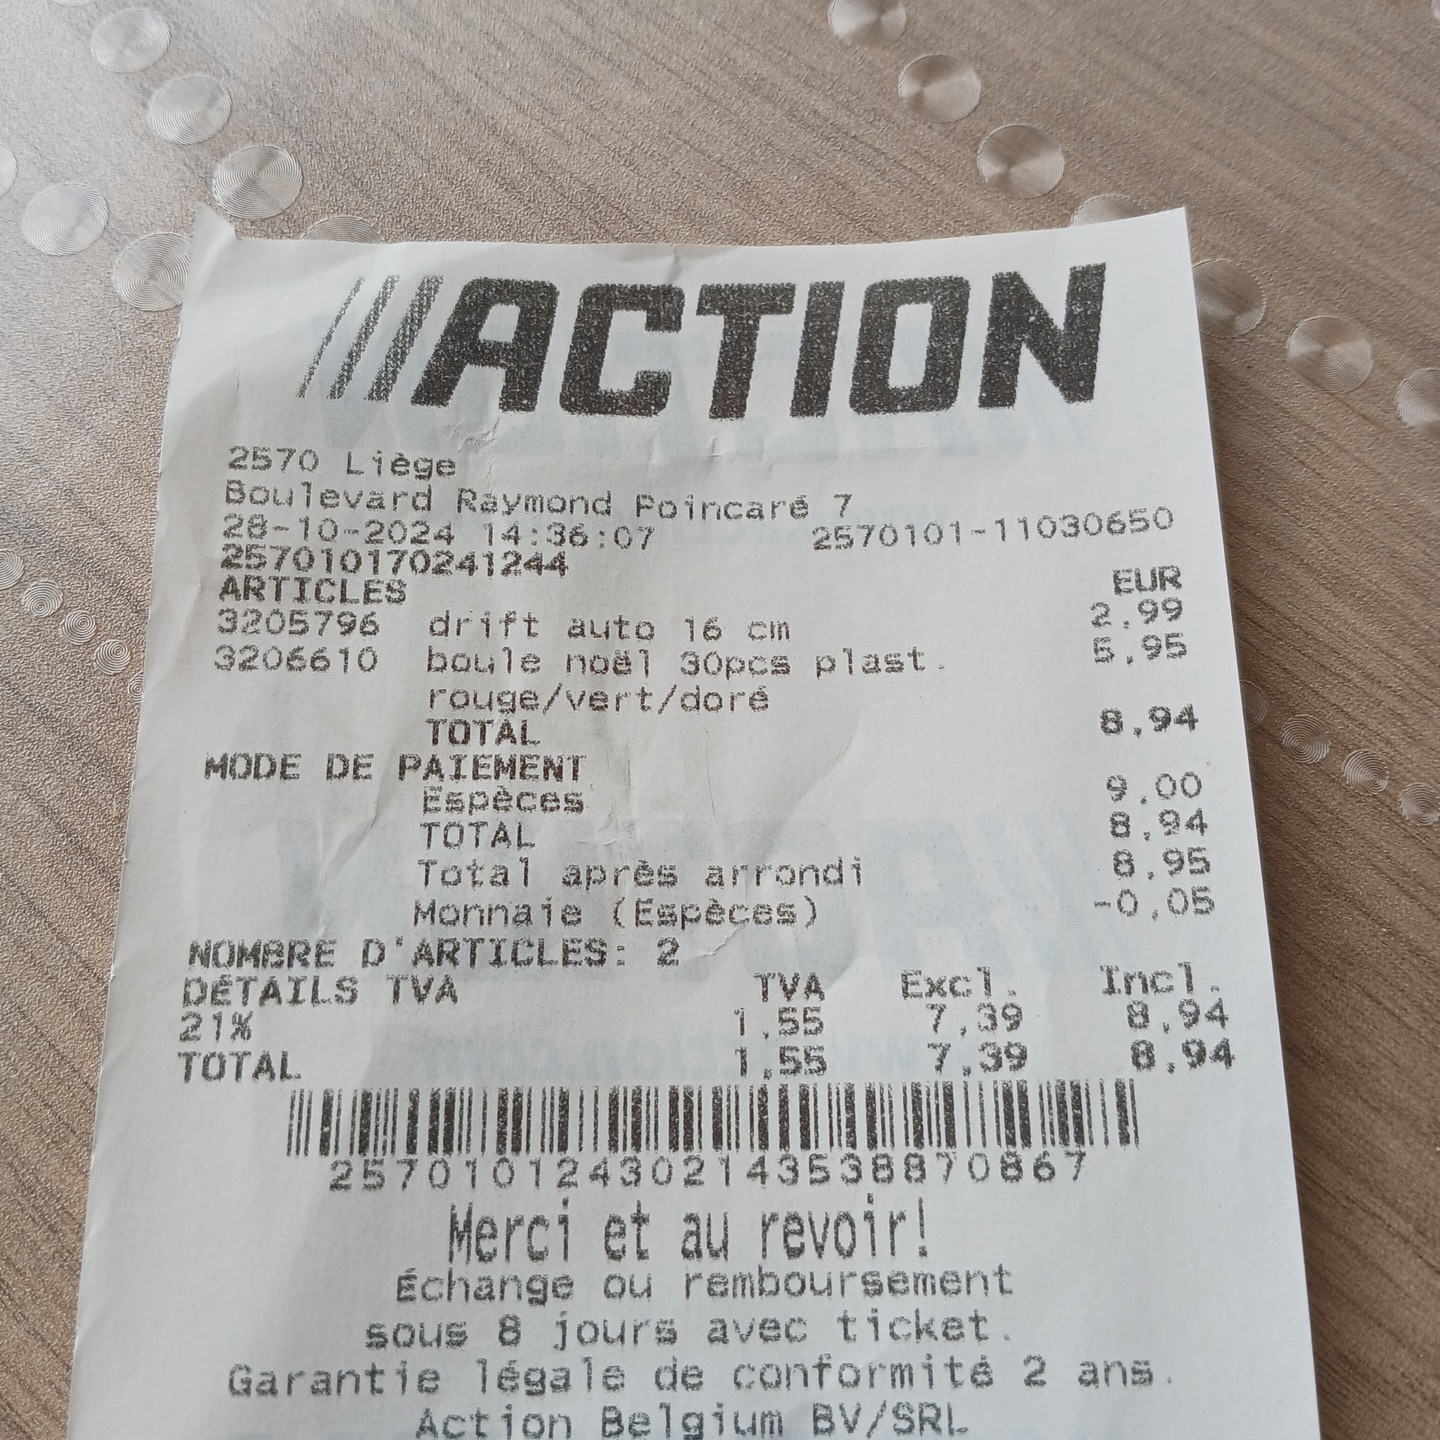 ACTION
2570 Liège
Boulevard Raymond Poincaré 7
28-10-2024 14:36:07 2570101-11030650
257010170241244
ARTICLES EUR
3205796 drift auto 16 cm 2,99
3206610 boule noël 30pcs plast. 5,95
rouge/vert/doré
TOTAL 8,94
MODE DE PAIEMENT
Espèces 9,00
TOTAL 8,94
Total après arrondi 8,95
Monnaie (Espèces) -0,05
NOMBRE D'ARTICLES: 2
DÉTAILS TVA TVA Excl. Incl.
21% 1,55 7,39 8,94
TOTAL 1,55 7,39 8,94
257010124302143538870867
Merci et au revoir!
Échange ou remboursement
sous 8 jours avec ticket.
Garantie légale de conformité 2 ans.
Action Belgium BV/SRL